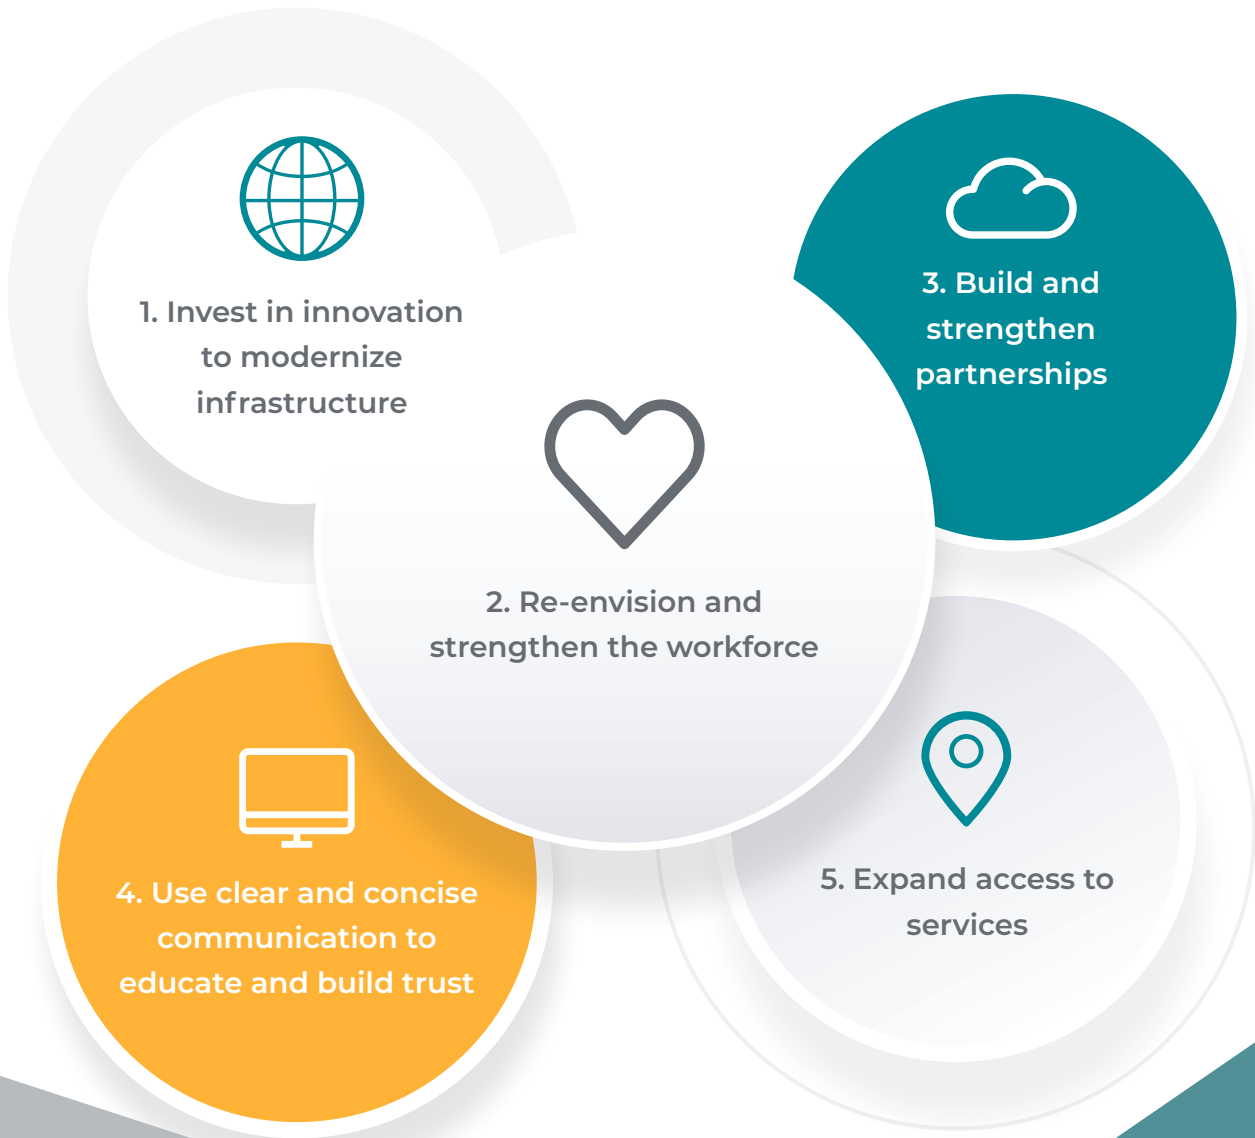 1. Invest in innovation
to modernize
infrastructure
2. Re-envision and
strengthen the workforce
3. Build and
strengthen
partnerships
4. Use clear and concise
communication to
educate and build trust
5. Expand access to
services